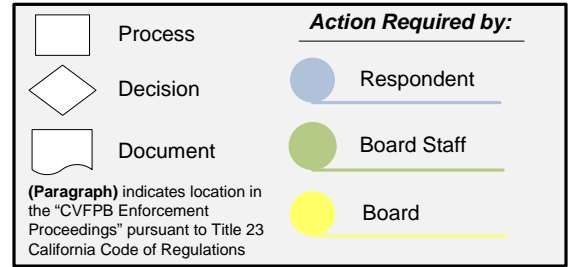 Process
Decision
Document
(Paragraph) indicates location in
the “CVFPB Enforcement
Proceedings” pursuant to Title 23
California Code of Regulations
Action Required by:
Respondent
Board Staff
Board